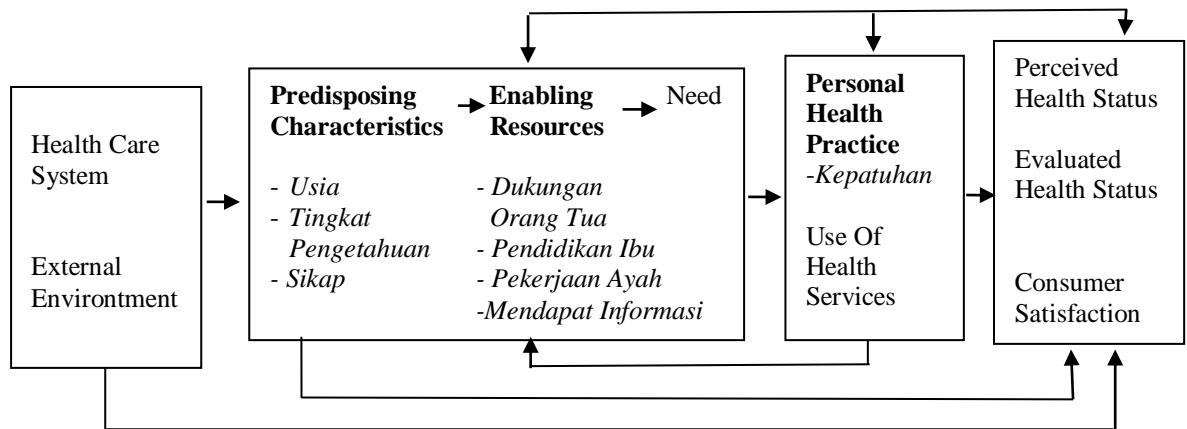 Health Care
System
External
Environtment
Predisposing
Characteristics
- Usia
- Tingkat
Pengetahuan
- Sikap
Enabling
Resources
- Dukungan
Orang Tua
- Pendidikan Ibu
- Pekerjaan Ayah
-Mendapat Informasi
Need
Personal
Health
Practice
-Kepatuhan
Use Of
Health
Services
Perceived
Health Status
Evaluated
Health Status
Consumer
Satisfaction